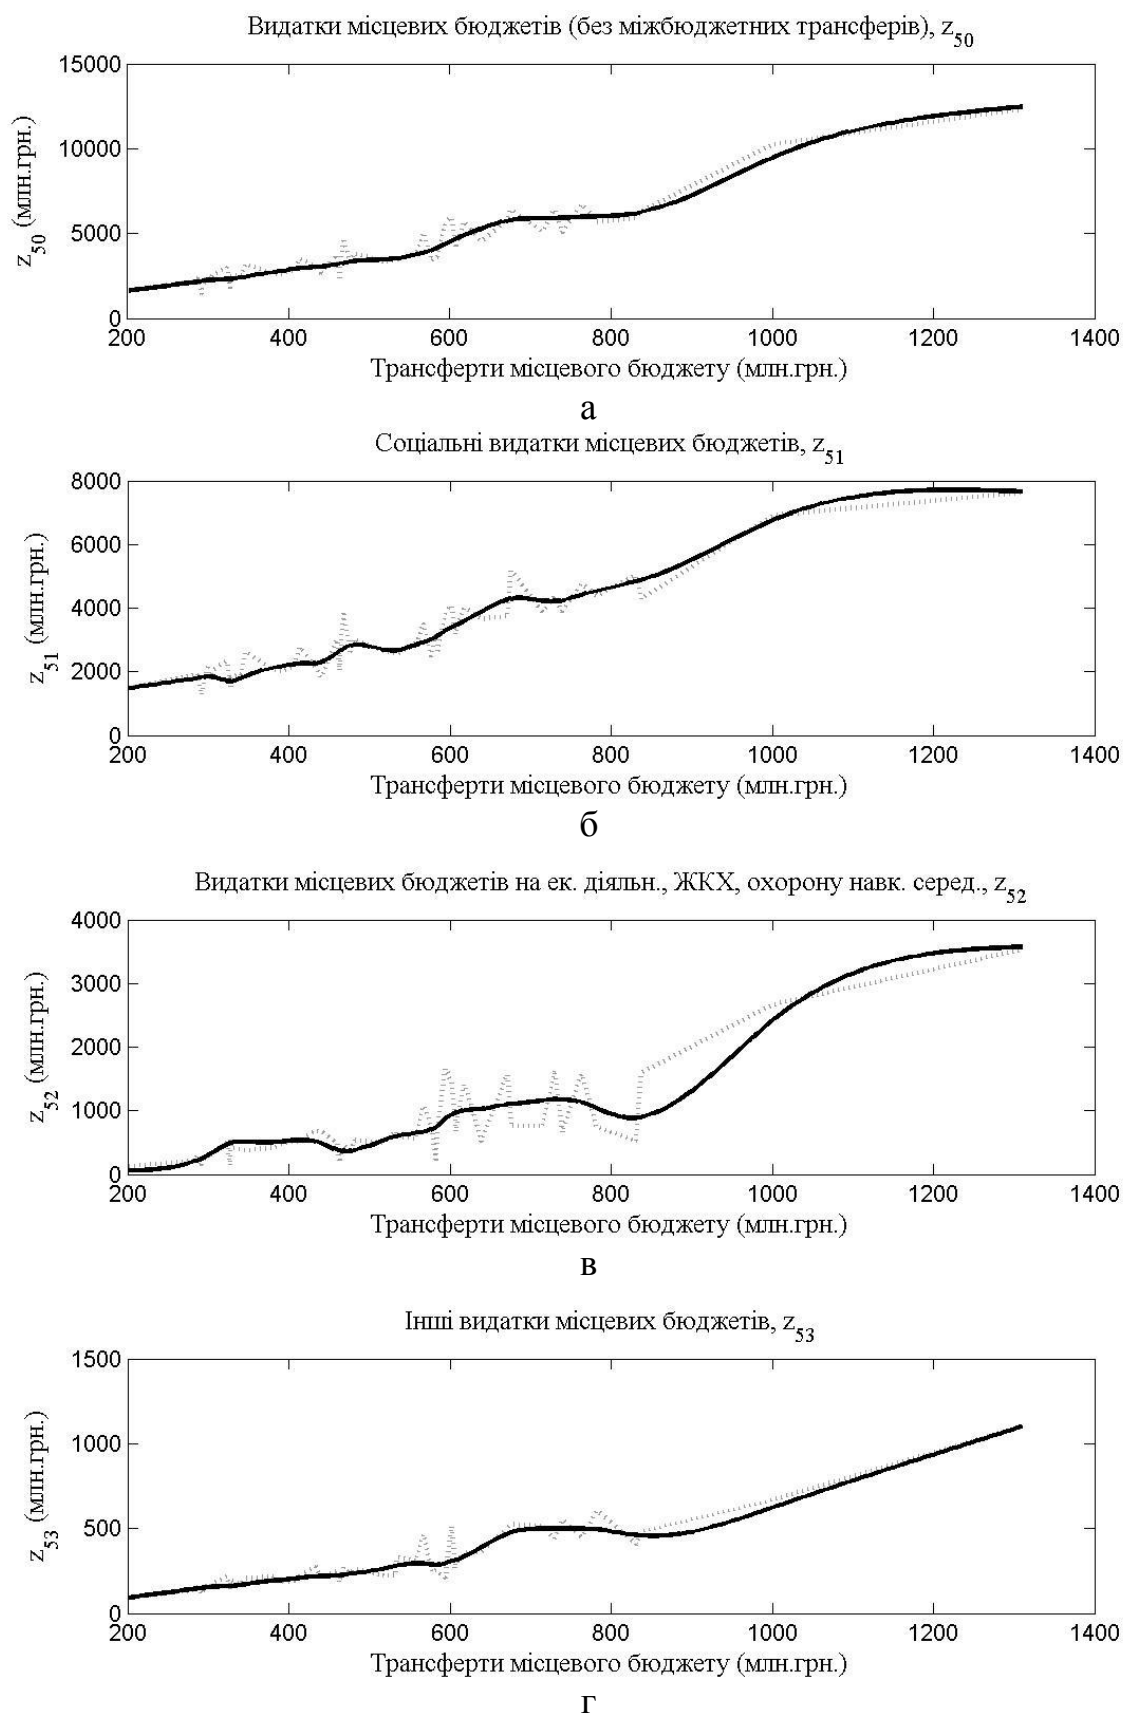 Видатки місцевих бюджетів (без міжбюджетних трансферів), z50
15000
10000
5000
0
z50 (млн.грн.)
200 400 600 800 1000 1200 1400
Трансферти місцевого бюджету (млн.грн.)
а
Соціальні видатки місцевих бюджетів, z51
8000
6000
4000
2000
0
z51 (млн.грн.)
200 400 600 800 1000 1200 1400
Трансферти місцевого бюджету (млн.грн.)
б
Видатки місцевих бюджетів на ек. діяльн., ЖКХ, охорону навк. серед., z52
4000
3000
2000
1000
0
z52 (млн.грн.)
200 400 600 800 1000 1200 1400
Трансферти місцевого бюджету (млн.грн.)
в
Інші видатки місцевих бюджетів, z53
1500
1000
500
0
z53 (млн.грн.)
200 400 600 800 1000 1200 1400
Трансферти місцевого бюджету (млн.грн.)
г